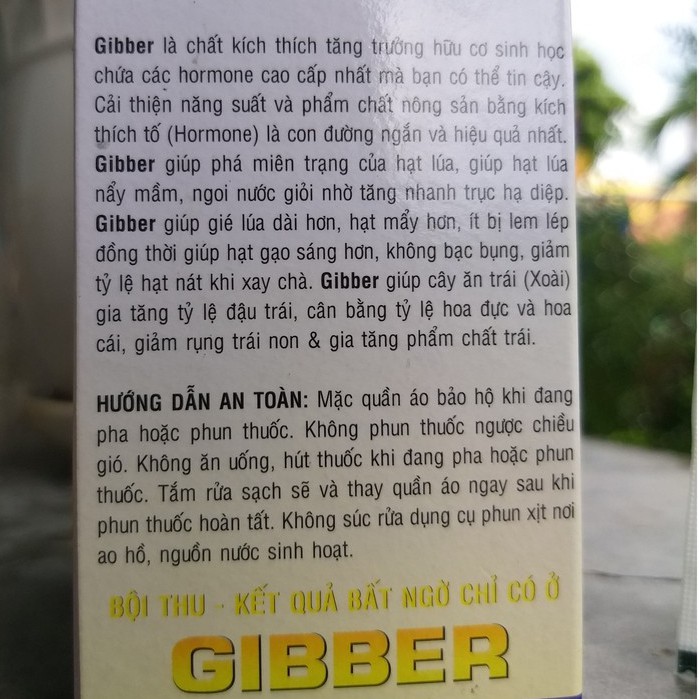 Gibber là chất kích thích tăng trưởng hữu cơ sinh học
chứa các hormone cao cấp nhất mà bạn có thể tin cậy.
Cải thiện năng suất và phẩm chất nông sản bằng kích
thích tố (Hormone) là con đường ngắn và hiệu quả nhất.
Gibber giúp phá miên trạng của hạt lúa, giúp hạt lúa
nẩy mầm, ngoi nước giỏi nhờ tăng nhanh trục hạ diệp.
Gibber giúp gié lúa dài hơn, hạt mẩy hơn, ít bị lem lép
đồng thời giúp hạt gạo sáng hơn, không bạc bụng, giảm
tỷ lệ hạt nát khi xay chà. Gibber giúp cây ăn trái (Xoài)
gia tăng tỷ lệ đậu trái, cân bằng tỷ lệ hoa đực và hoa
cái, giảm rụng trái non & gia tăng phẩm chất trái.
HƯỚNG DẪN AN TOÀN: Mặc quần áo bảo hộ khi đang
pha hoặc phun thuốc. Không phun thuốc ngược chiều
gió. Không ăn uống, hút thuốc khi đang pha hoặc phun
thuốc. Tắm rửa sạch sẽ và thay quần áo ngay sau khi
phun thuốc hoàn tất. Không súc rửa dụng cụ phun xịt nơi
ao hồ, nguồn nước sinh hoạt.
BỘI THU - KẾT QUẢ BẤT NGỜ CHỈ CÓ Ở
GIBBER